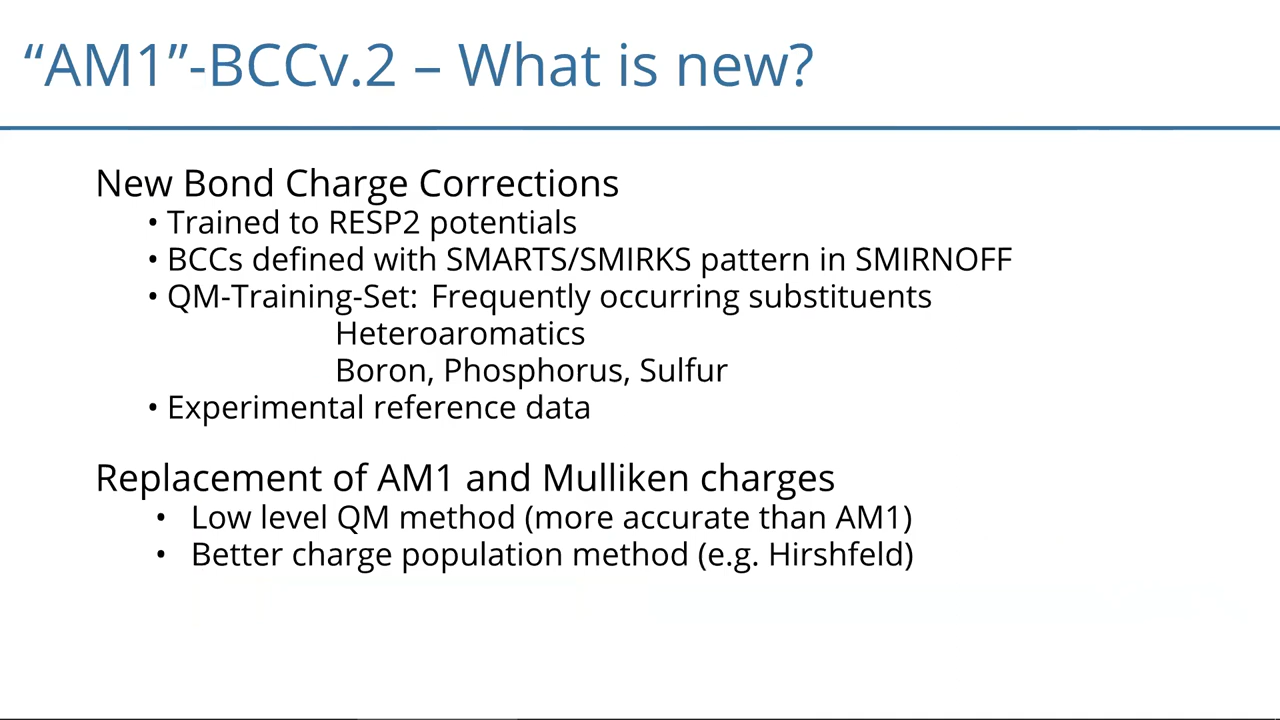 “AM1”-BCCv.2 – What is new?
New Bond Charge Corrections
• Trained to RESP2 potentials
• BCCs defined with SMARTS/SMIRKS pattern in SMIRNOFF
• QM-Training-Set: Frequently occurring substituents
Heteroaromatics
Boron, Phosphorus, Sulfur
• Experimental reference data
Replacement of AM1 and Mulliken charges
• Low level QM method (more accurate than AM1)
• Better charge population method (e.g. Hirshfeld)